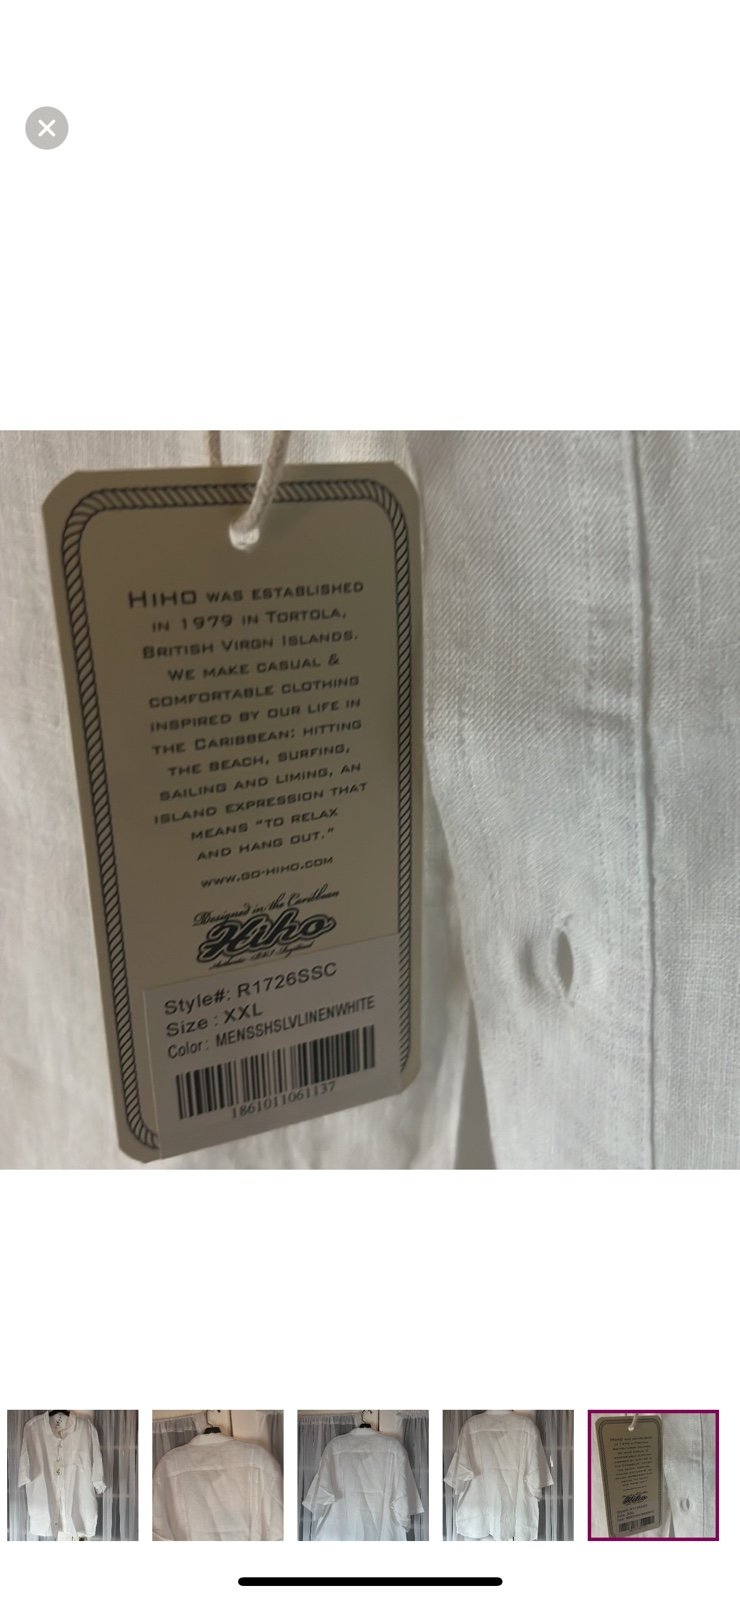 HIHO WAS ESTABLISHED
IN 1979 IN TORTOLA,
BRITISH VIRGN ISLANDS.
WE MAKE CASUAL &
COMFORTABLE CLOTHING
INSPIRED BY OUR LIFE IN
THE CARIBBEAN: HITTING
THE BEACH, SURFING,
SAILING AND LIMING, AN
ISLAND EXPRESSION THAT
MEANS "TO RELAX
AND HANG OUT."
WWW.GO-HIHO.COM
Designed in the Caribbean
Hiho
Style#: R1726SSC
Size : XXL
Color: MENSSHSLVLINENWHITE
1861011061137